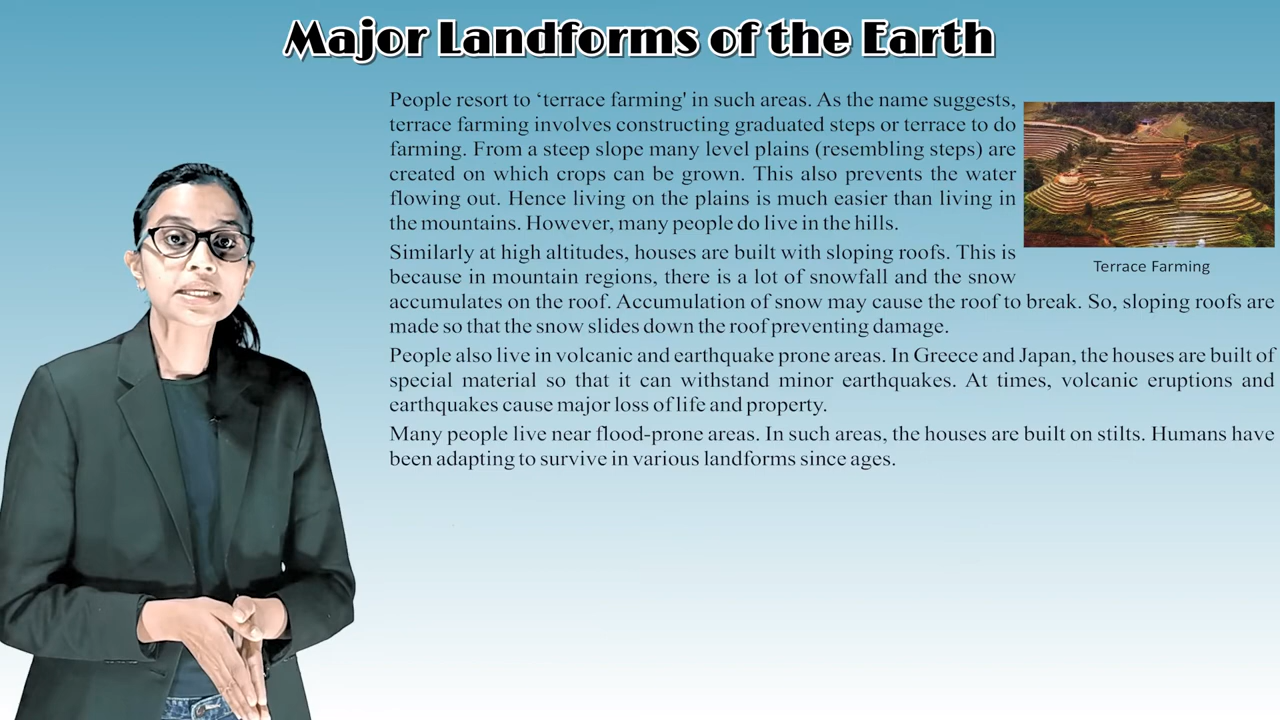 Major Landforms of the Earth
People resort to ‘terrace farming' in such areas. As the name suggests,
terrace farming involves constructing graduated steps or terrace to do
farming. From a steep slope many level plains (resembling steps) are
created on which crops can be grown. This also prevents the water
flowing out. Hence living on the plains is much easier than living in
the mountains. However, many people do live in the hills.
Similarly at high altitudes, houses are built with sloping roofs. This is
because in mountain regions, there is a lot of snowfall and the snow
accumulates on the roof. Accumulation of snow may cause the roof to break. So, sloping roofs are
made so that the snow slides down the roof preventing damage.
People also live in volcanic and earthquake prone areas. In Greece and Japan, the houses are built of
special material so that it can withstand minor earthquakes. At times, volcanic eruptions and
earthquakes cause major loss of life and property.
Many people live near flood-prone areas. In such areas, the houses are built on stilts. Humans have
been adapting to survive in various landforms since ages.
Terrace Farming